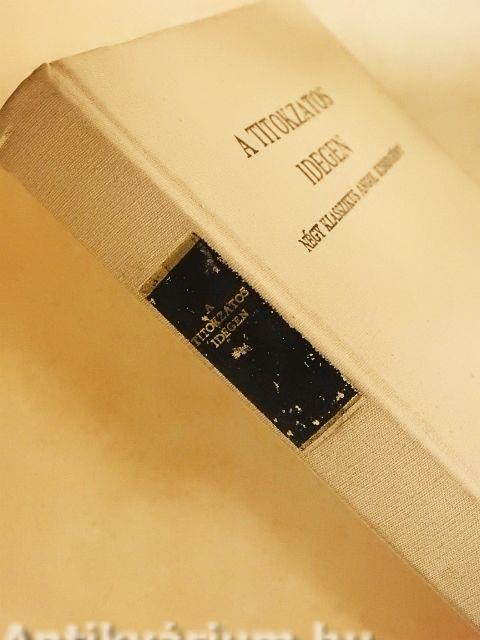 A TITOKZATOS
IDEGEN
NÉGY KLASSZIKUS ANGOL KISREGÉNY
A
TITOKZATOS
IDEGEN
Antikvárium.hu